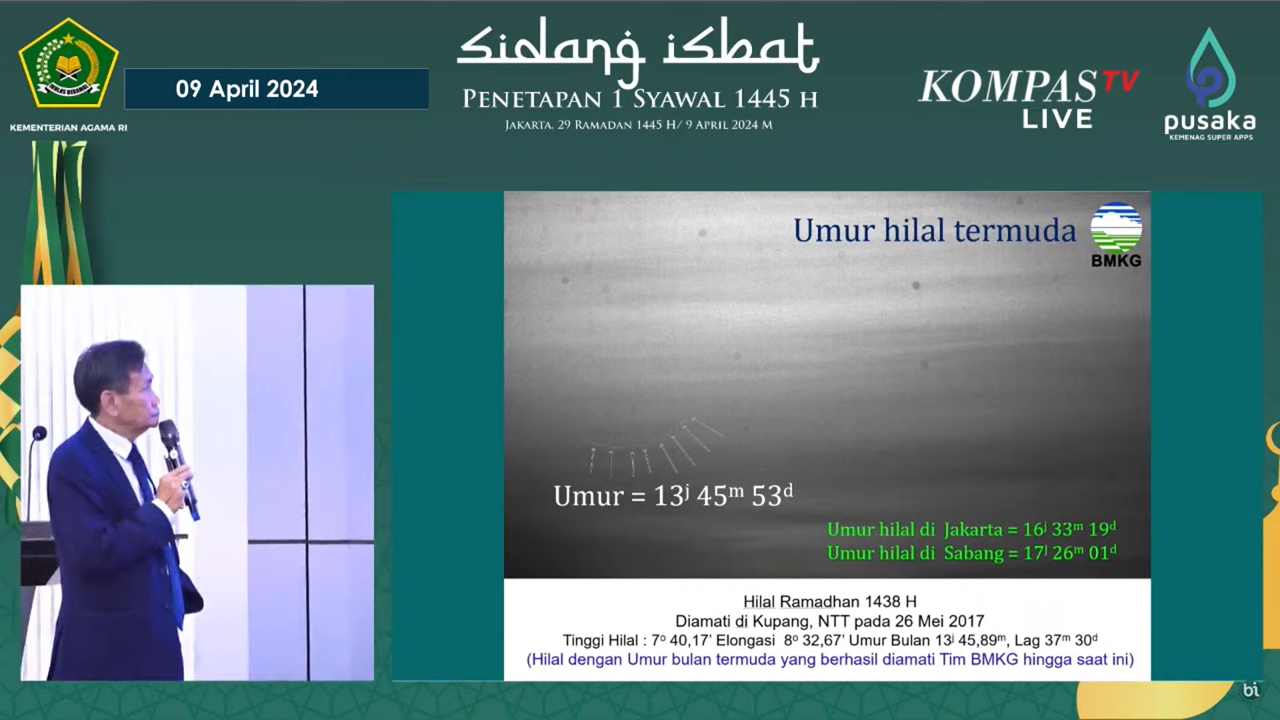 09 April 2024
KEMENTERIAN AGAMA RI
IKHLAS BERAMAL
sidang isbat
PENETAPAN 1 SYAWAL 1445 H
JAKARTA, 29 RAMADAN 1445 H/ 9 APRIL 2024 M
KOMPASTV
LIVE
pusaka
KEMENAG SUPER APPS
Umur hilal termuda
BMKG
Umur = 13ʲ 45ᵐ 53ᵈ
Umur hilal di Jakarta = 16ʲ 33ᵐ 19ᵈ
Umur hilal di Sabang = 17ʲ 26ᵐ 01ᵈ
Hilal Ramadhan 1438 H
Diamati di Kupang, NTT pada 26 Mei 2017
Tinggi Hilal : 7º 40,17’ Elongasi 8º 32,67’ Umur Bulan 13ʲ 45,89ᵐ, Lag 37ᵐ 30ᵈ
(Hilal dengan Umur bulan termuda yang berhasil diamati Tim BMKG hingga saat ini)
bi